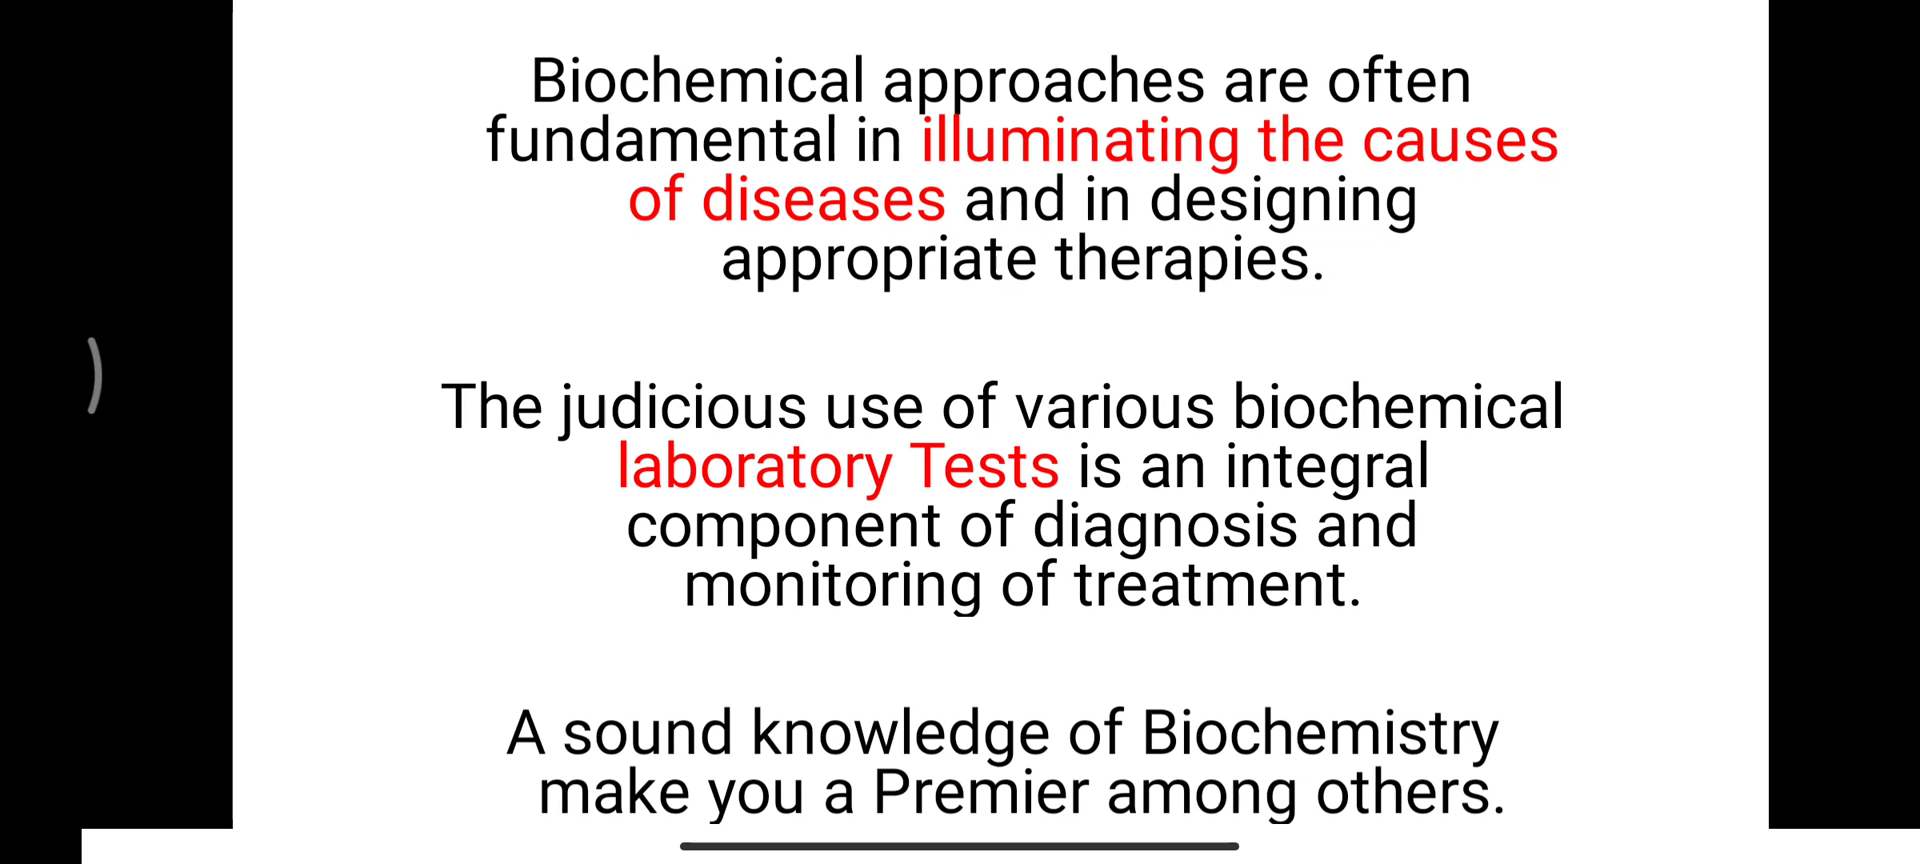 Biochemical approaches are often
fundamental in illuminating the causes
of diseases and in designing
appropriate therapies.
The judicious use of various biochemical
laboratory Tests is an integral
component of diagnosis and
monitoring of treatment.
A sound knowledge of Biochemistry
make you a Premier among others.